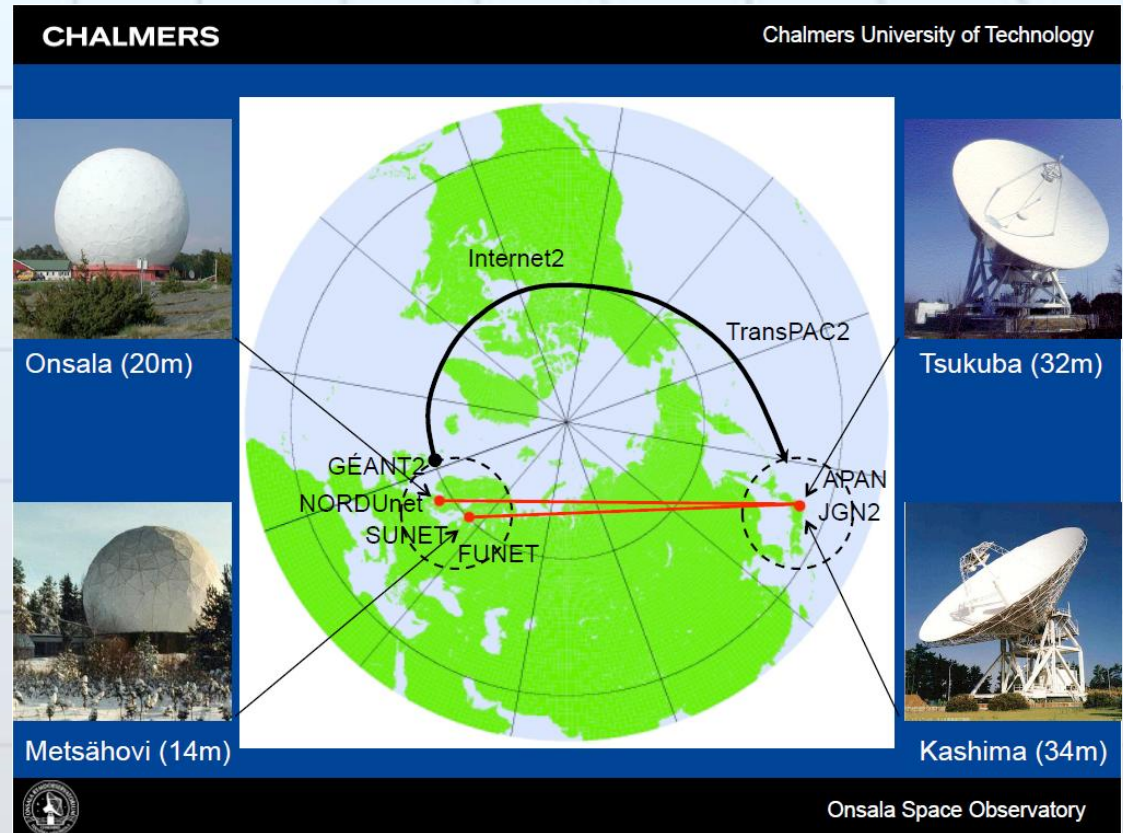 CHALMERS
Chalmers University of Technology
Onsala (20m)
Tsukuba (32m)
Internet2
TransPAC2
GÉANT2
NORDUnet
SUNET
FUNET
APAN
JGN2
Metsähovi (14m)
Kashima (34m)
Onsala Space Observatory